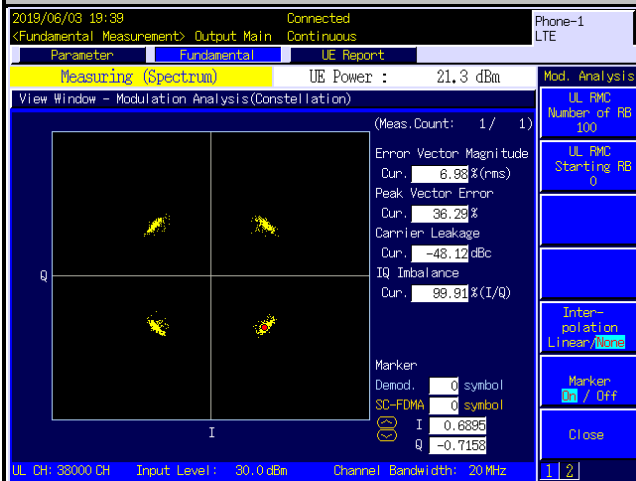 2019/06/03 19:39 Connected Phone-1
<Fundamental Measurement> Output Main Continuous LTE
Parameter Fundamental UE Report
Measuring (Spectrum) UE Power : 21.3 dBm Mod. Analysis
View Window - Modulation Analysis(Constellation)
UL RMC
Number of RB
100
(Meas.Count: 1/ 1)
Error Vector Magnitude
Cur. 6.98 %(rms)
Peak Vector Error
Cur. 36.29 %
Carrier Leakage
Cur. -48.12 dBc
IQ Imbalance
Cur. 99.91 %(I/Q)
UL RMC
Starting RB
0
Q
I
Marker
Demod. 0 symbol
SC-FDMA 0 symbol
I 0.6895
Q -0.7158
Inter-
polation
Linear/None
Marker
On / Off
Close
UL CH: 38000 CH Input Level: 30.0 dBm Channel Bandwidth: 20 MHz 1 2